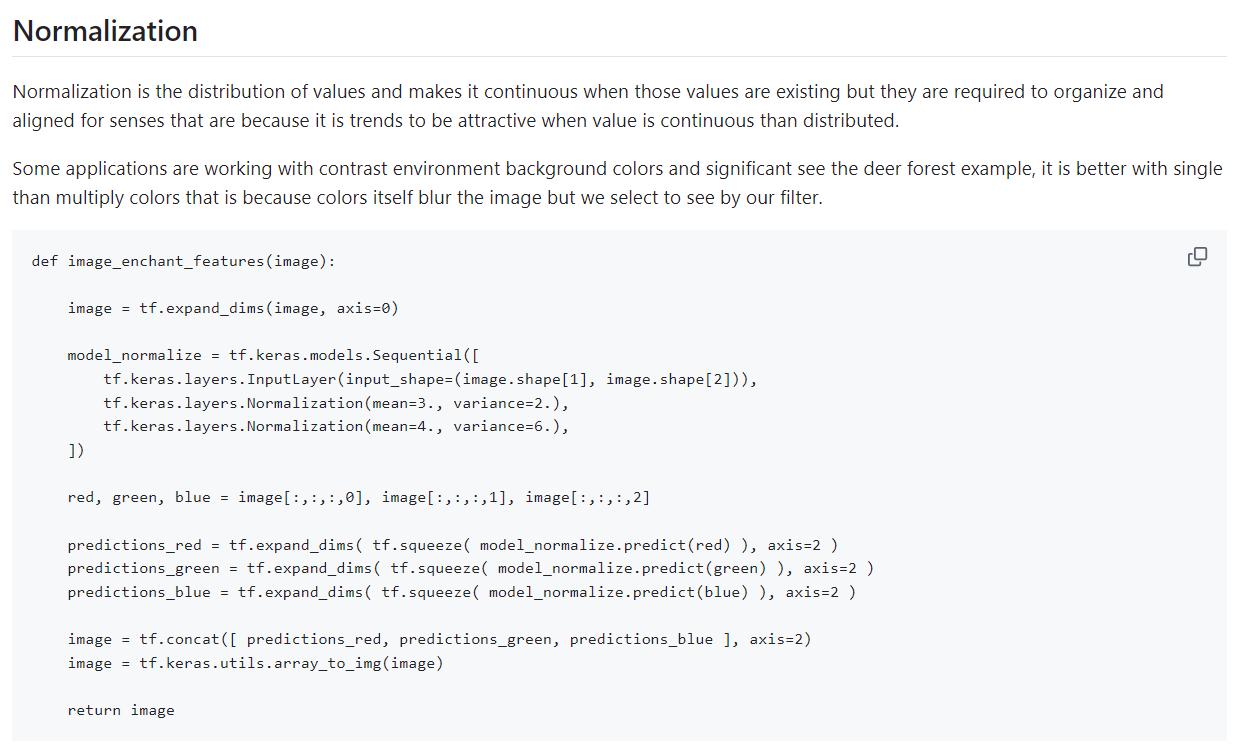 Normalization
Normalization is the distribution of values and makes it continuous when those values are existing but they are required to organize and
aligned for senses that are because it is trends to be attractive when value is continuous than distributed.
Some applications are working with contrast environment background colors and significant see the deer forest example, it is better with single
than multiply colors that is because colors itself blur the image but we select to see by our filter.
def image_enchant_features(image):
    image = tf.expand_dims(image, axis=0)
    model_normalize = tf.keras.models.Sequential([
        tf.keras.layers.InputLayer(input_shape=(image.shape[1], image.shape[2])),
        tf.keras.layers.Normalization(mean=3., variance=2.),
        tf.keras.layers.Normalization(mean=4., variance=6.),
    ])
    red, green, blue = image[:,:,:,0], image[:,:,:,1], image[:,:,:,2]
    predictions_red = tf.expand_dims( tf.squeeze( model_normalize.predict(red) ), axis=2 )
    predictions_green = tf.expand_dims( tf.squeeze( model_normalize.predict(green) ), axis=2 )
    predictions_blue = tf.expand_dims( tf.squeeze( model_normalize.predict(blue) ), axis=2 )
    image = tf.concat([ predictions_red, predictions_green, predictions_blue ], axis=2)
    image = tf.keras.utils.array_to_img(image)
    return image